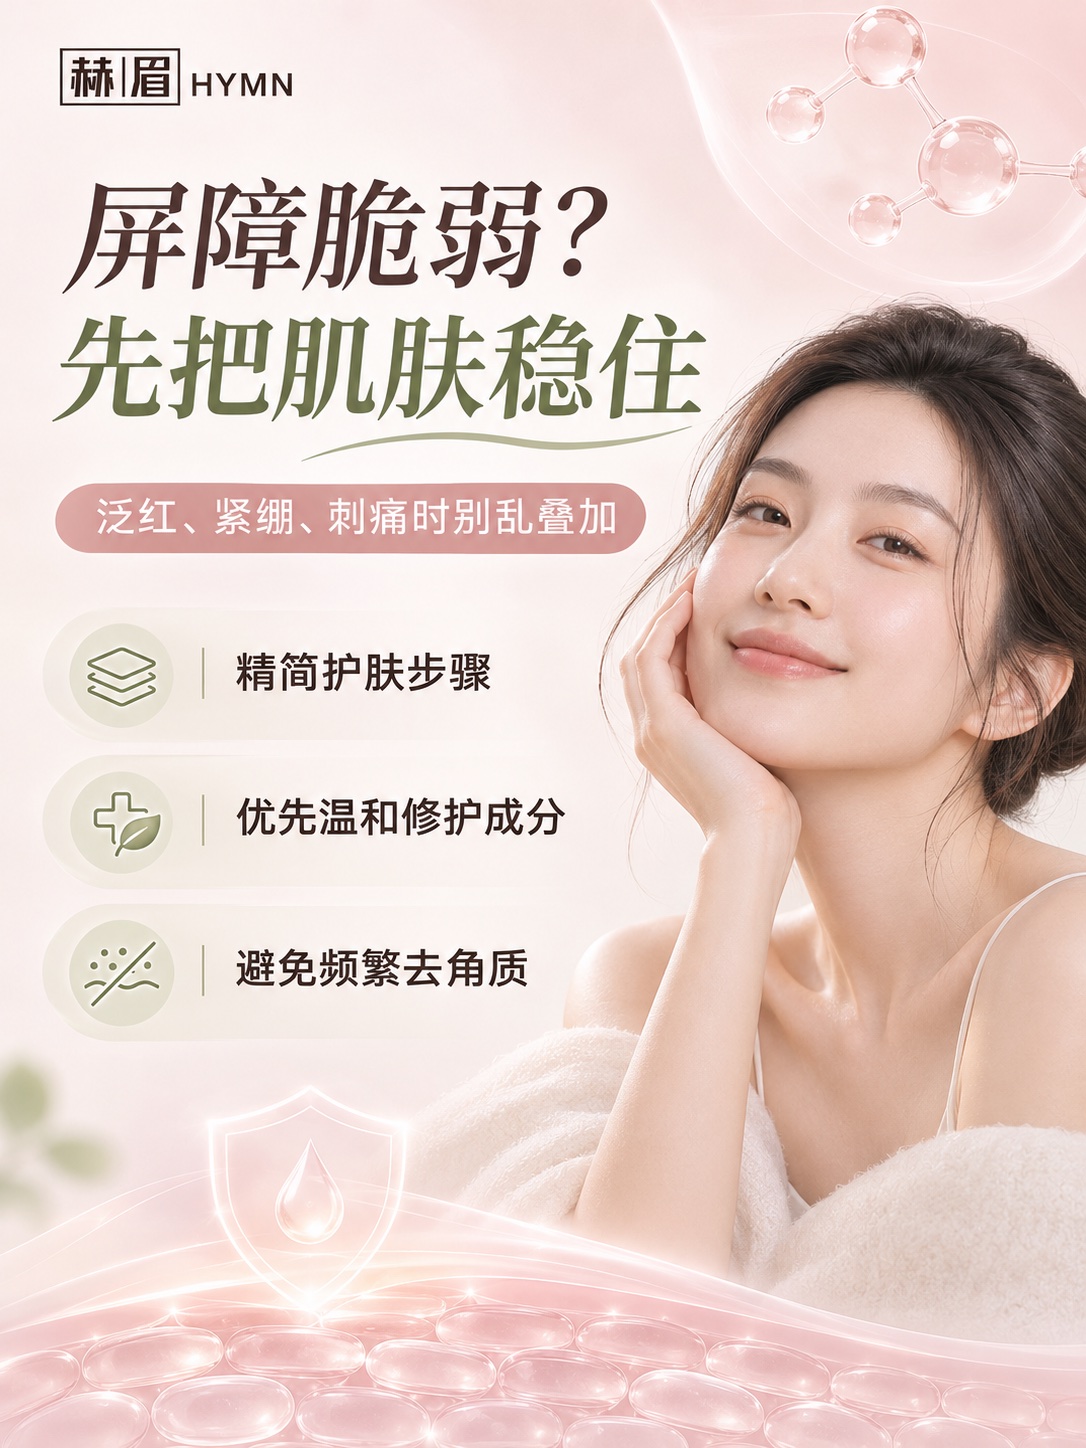 赫眉 HYMN
屏障脆弱？
先把肌肤稳住
泛红、紧绷、刺痛时别乱叠加
精简护肤步骤
优先温和修护成分
避免频繁去角质